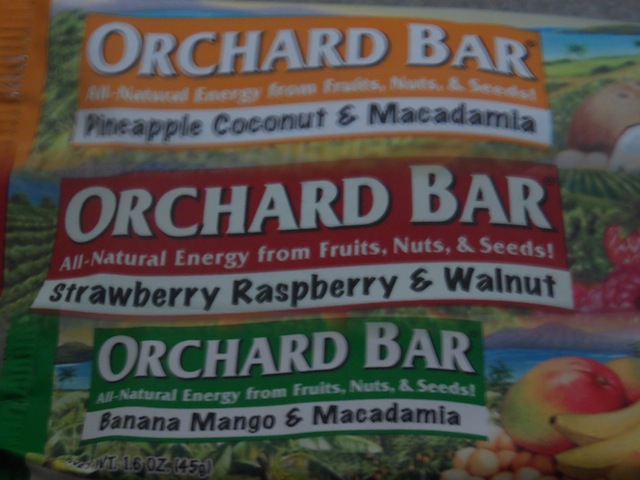 ORCHARD BAR
All-Natural Energy from Fruits, Nuts, & Seeds!
Pineapple Coconut & Macadamia
ORCHARD BAR
All-Natural Energy from Fruits, Nuts, & Seeds!
Strawberry Raspberry & Walnut
ORCHARD BAR
All-Natural Energy from Fruits, Nuts, & Seeds!
Banana Mango & Macadamia
WT. 1.6 OZ. (45g)